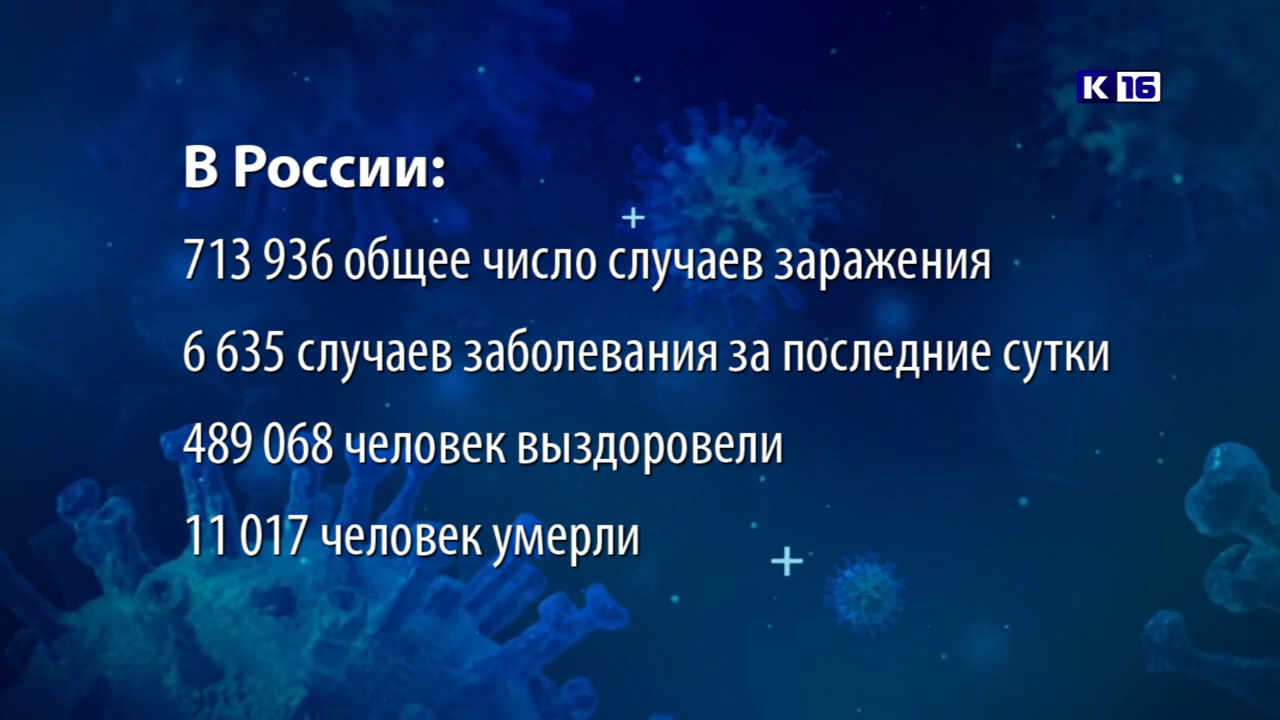 К 16
В России:
713 936 общее число случаев заражения
6 635 случаев заболевания за последние сутки
489 068 человек выздоровели
11 017 человек умерли